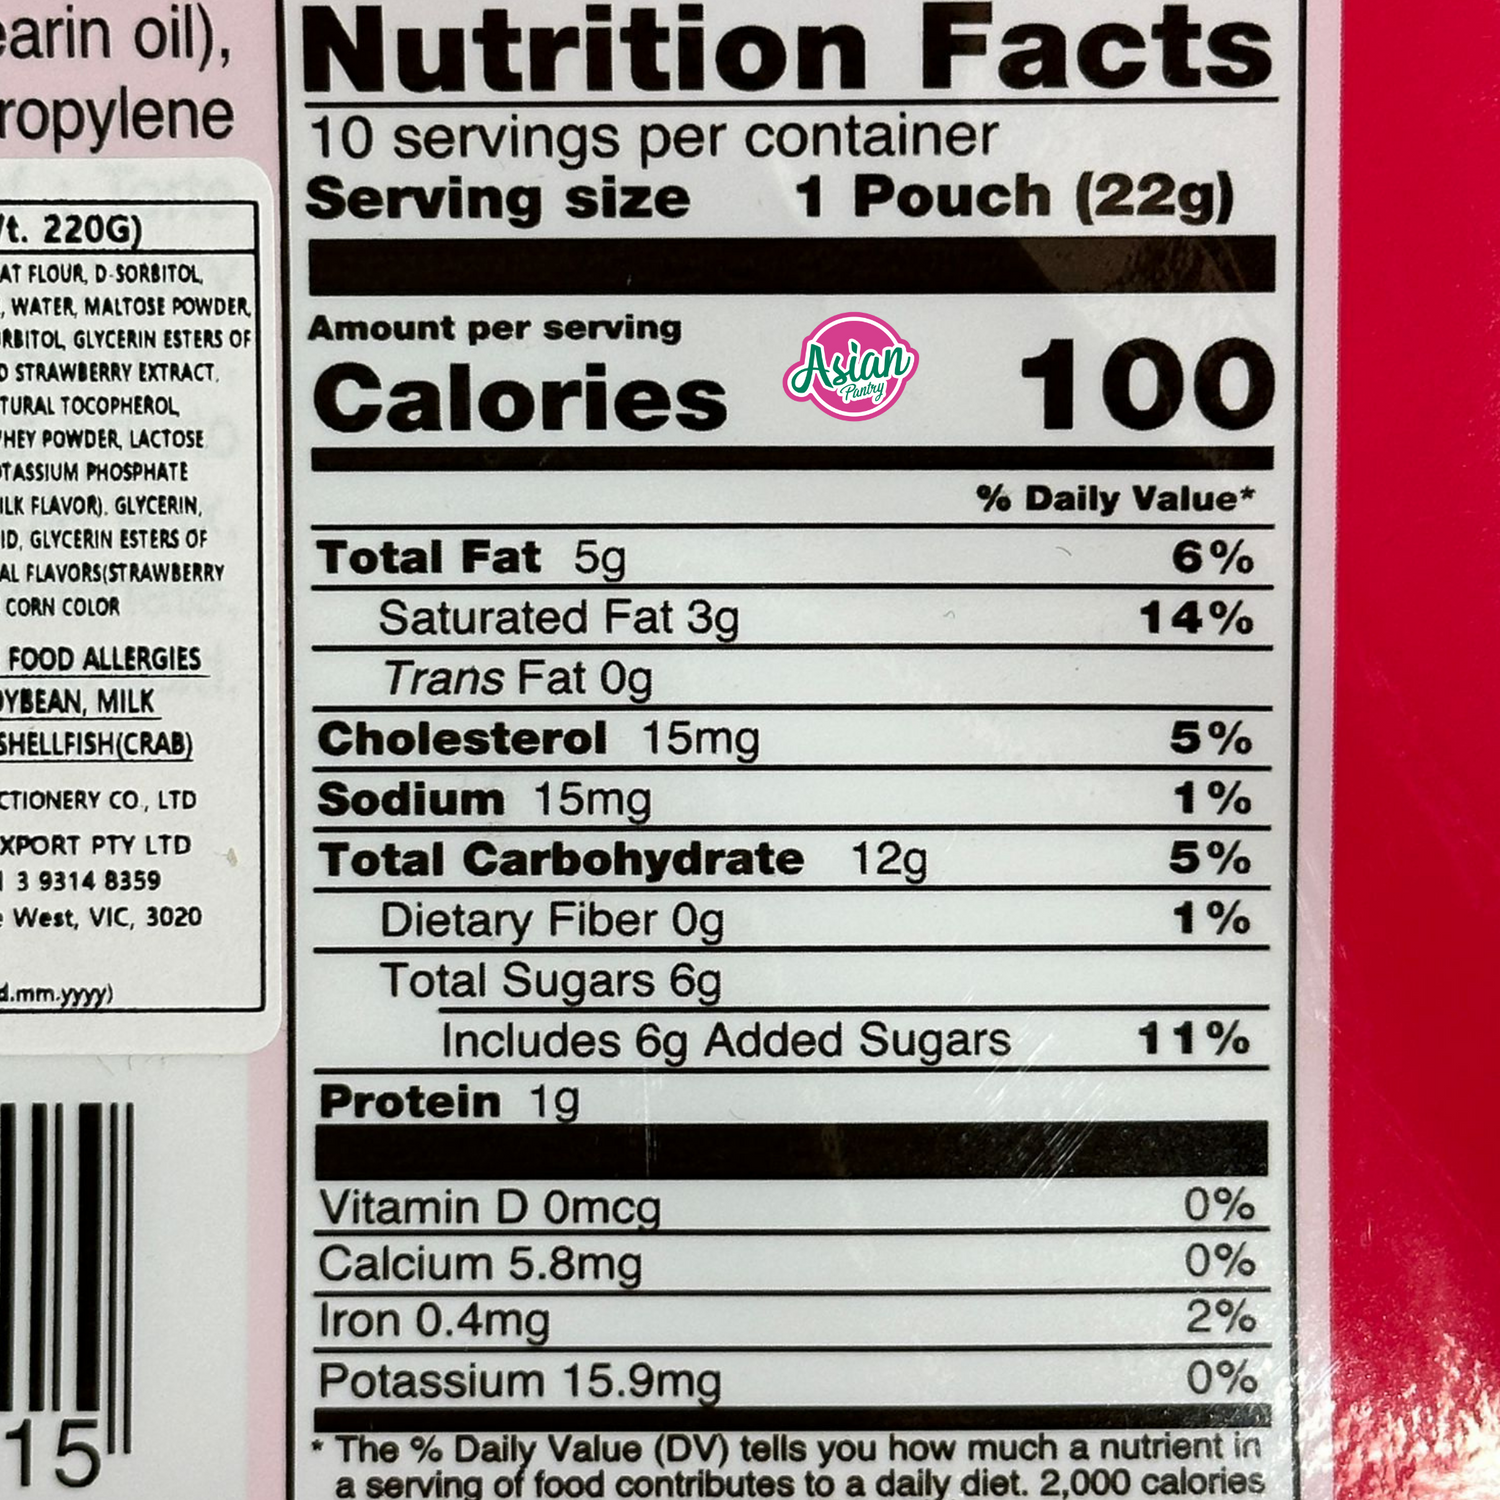 earin oil),
ropylene
t. 220G)
AT FLOUR, D-SORBITOL,
, WATER, MALTOSE POWDER,
RBITOL, GLYCERIN ESTERS OF
D STRAWBERRY EXTRACT,
TURAL TOCOPHEROL,
HEY POWDER, LACTOSE
TASSIUM PHOSPHATE
ILK FLAVOR). GLYCERIN,
ID, GLYCERIN ESTERS OF
AL FLAVORS(STRAWBERRY
CORN COLOR
FOOD ALLERGIES
YBEAN, MILK
SHELLFISH(CRAB)
CTIONERY CO., LTD
XPORT PTY LTD
3 9314 8359
West, VIC, 3020
d.mm.yyyy)
15
Nutrition Facts
10 servings per container
Serving size 1 Pouch (22g)
Amount per serving
Calories 100
Asian
Pantry
% Daily Value*
Total Fat 5g 6%
Saturated Fat 3g 14%
Trans Fat 0g
Cholesterol 15mg 5%
Sodium 15mg 1%
Total Carbohydrate 12g 5%
Dietary Fiber 0g 1%
Total Sugars 6g
Includes 6g Added Sugars 11%
Protein 1g
Vitamin D 0mcg 0%
Calcium 5.8mg 0%
Iron 0.4mg 2%
Potassium 15.9mg 0%
* The % Daily Value (DV) tells you how much a nutrient in
a serving of food contributes to a daily diet. 2,000 calories